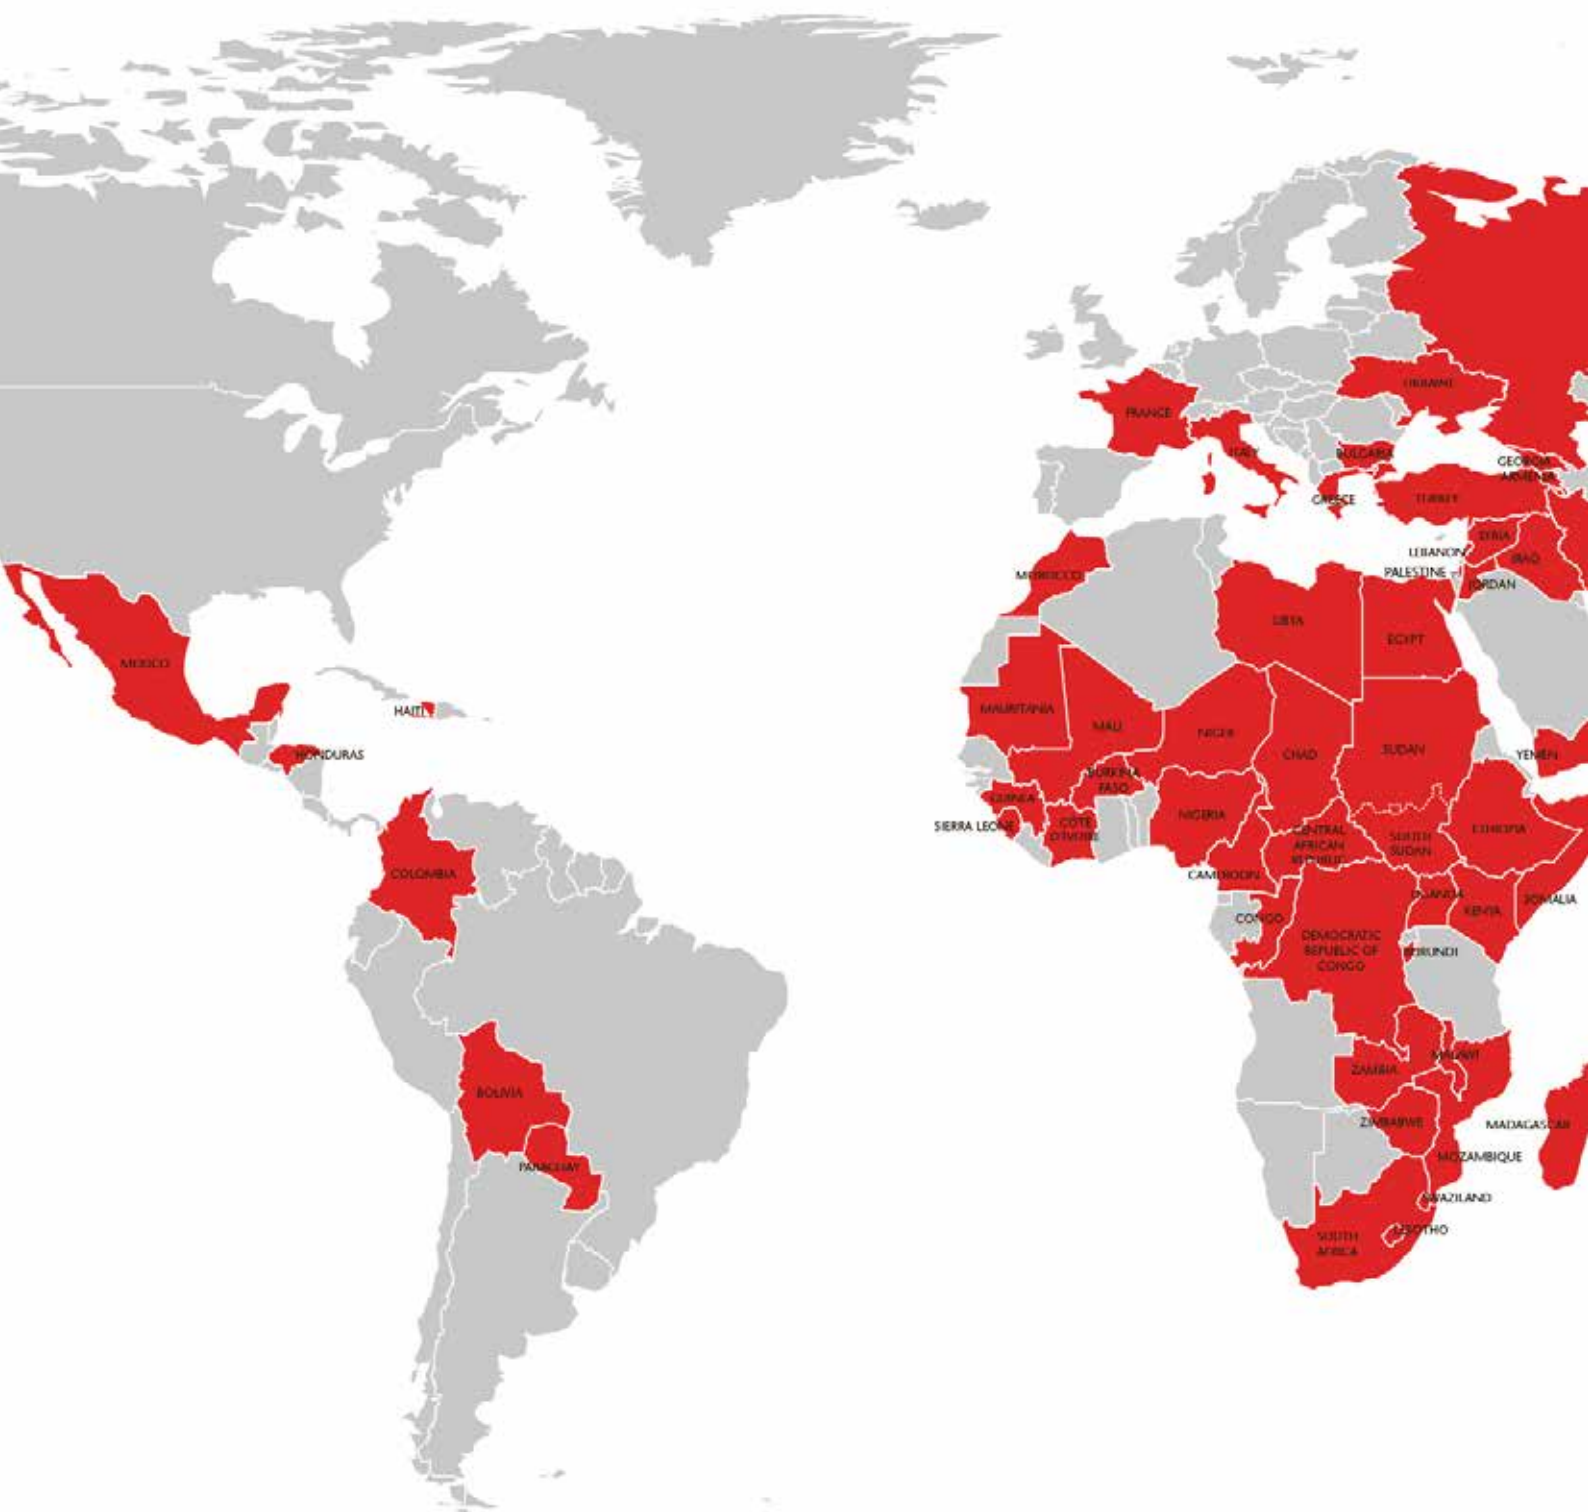 UKRAINE
FRANCE
ITALY
BULGARIA
GEORGIA
ARMENIA
GREECE
TURKEY
SYRIA
LEBANON
IRAQ
PALESTINE
JORDAN
MOROCCO
LIBYA
EGYPT
MEXICO
HAITI
HONDURAS
MAURITANIA
MALI
NIGER
CHAD
SUDAN
YEMEN
BURKINA
FASO
GUINEA
SIERRA LEONE
CÔTE
D'IVOIRE
NIGERIA
CENTRAL
AFRICAN
REPUBLIC
SOUTH
SUDAN
ETHIOPIA
COLOMBIA
CAMEROON
UGANDA
KENYA
SOMALIA
CONGO
DEMOCRATIC
REPUBLIC OF
CONGO
BURUNDI
MALAWI
ZAMBIA
BOLIVIA
ZIMBABWE
MADAGASCAR
MOZAMBIQUE
PARAGUAY
SWAZILAND
LESOTHO
SOUTH
AFRICA